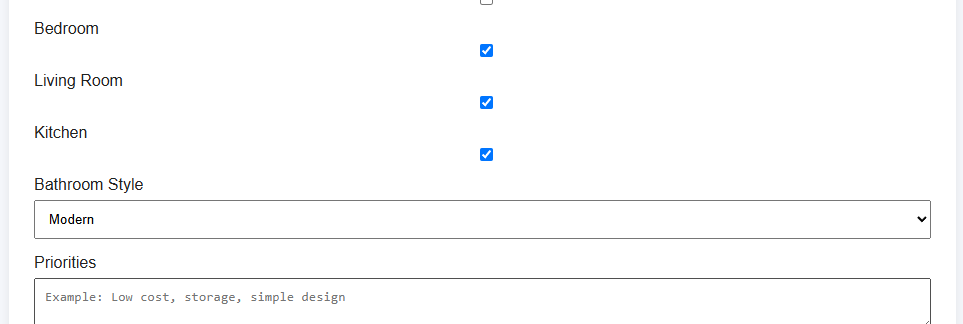 Bedroom
Living Room
Kitchen
Bathroom Style
Modern
Priorities
Example: Low cost, storage, simple design